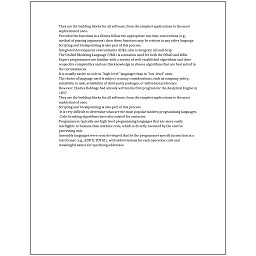 They are the building blocks for all software, from the simplest applications to the most
sophisticated ones.
Provided the functions in a library follow the appropriate run-time conventions (e.g.,
method of passing arguments), then these functions may be written in any other language.
Scripting and breakpointing is also part of this process.
Integrated development environments (IDEs) aim to integrate all such help.
The Unified Modeling Language (UML) is a notation used for both the OOAD and MDA.
Expert programmers are familiar with a variety of well-established algorithms and their
respective complexities and use this knowledge to choose algorithms that are best suited to
the circumstances.
It is usually easier to code in "high-level" languages than in "low-level" ones.
The choice of language used is subject to many considerations, such as company policy,
suitability to task, availability of third-party packages, or individual preference.
However, Charles Babbage had already written his first program for the Analytical Engine in
1837.
They are the building blocks for all software, from the simplest applications to the most
sophisticated ones.
Scripting and breakpointing is also part of this process.
It is very difficult to determine what are the most popular modern programming languages.
Code-breaking algorithms have also existed for centuries.
Programmers typically use high-level programming languages that are more easily
intelligible to humans than machine code, which is directly executed by the central
processing unit.
Assembly languages were soon developed that let the programmer specify instruction in a
text format (e.g., ADD X, TOTAL), with abbreviations for each operation code and
meaningful names for specifying addresses.